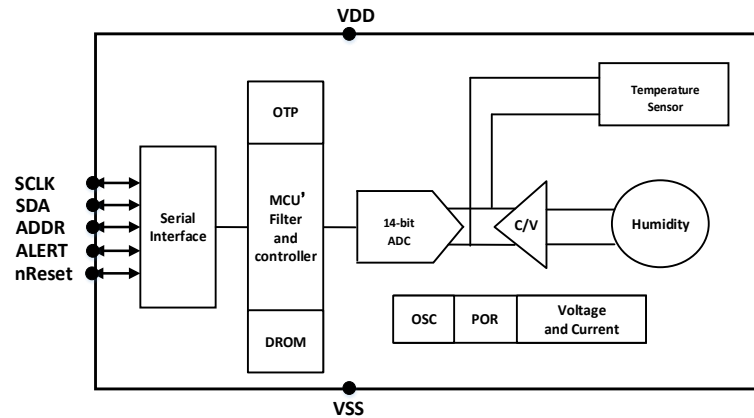 VDD
Temperature
Sensor
OTP
SCLK
SDA
ADDR
ALERT
nReset
Serial
Interface
MCU'
Filter
and
controller
14-bit
ADC
C/V
Humidity
OSC
POR
Voltage
and Current
DROM
VSS